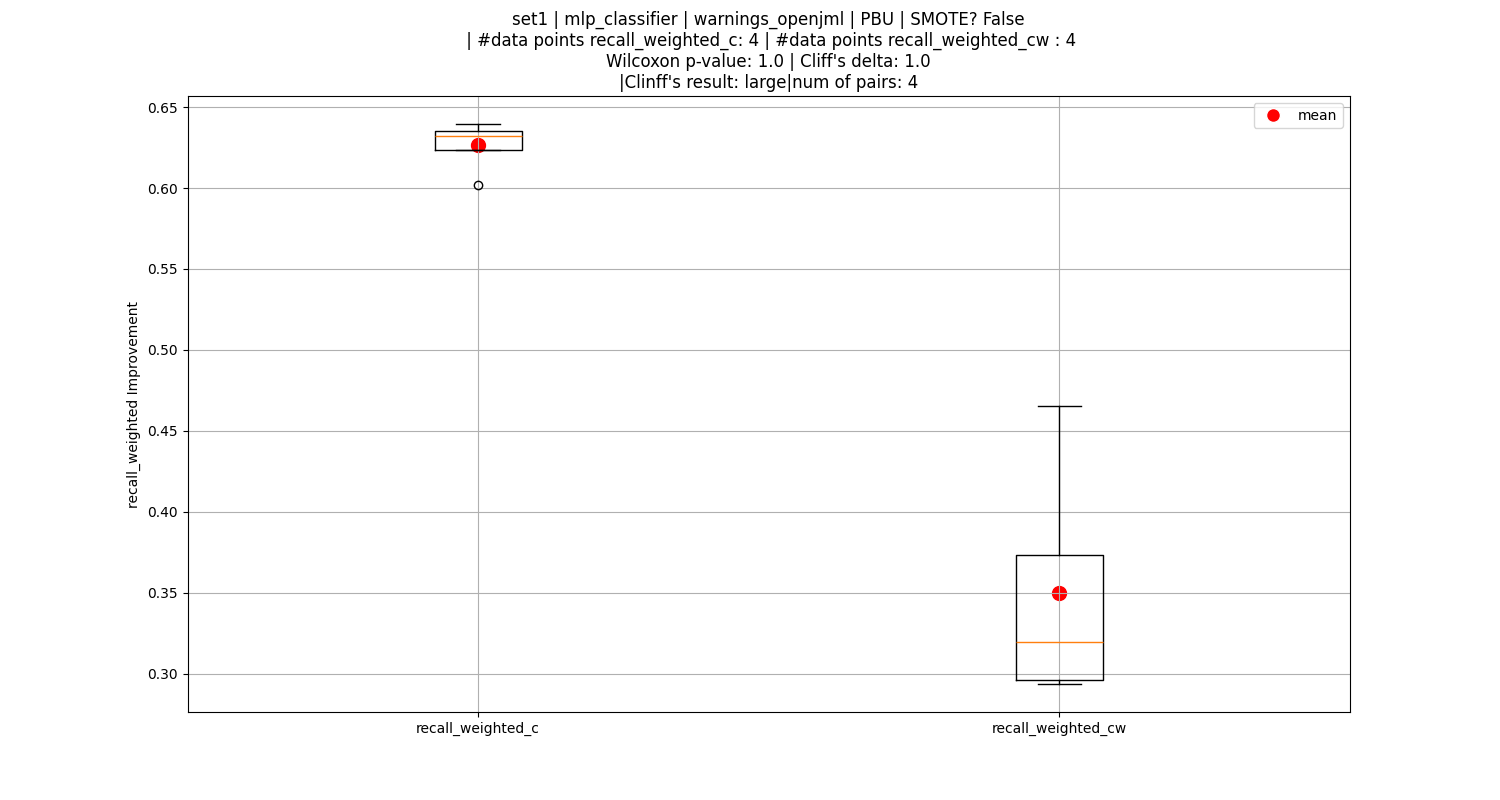 set1 | mlp_classifier | warnings_openjml | PBU | SMOTE? False
| #data points recall_weighted_c: 4 | #data points recall_weighted_cw : 4
Wilcoxon p-value: 1.0 | Cliff's delta: 1.0
|Clinff's result: large|num of pairs: 4
mean
0.65
0.60
0.55
0.50
0.45
0.40
0.35
0.30
recall_weighted Improvement
recall_weighted_c
recall_weighted_cw